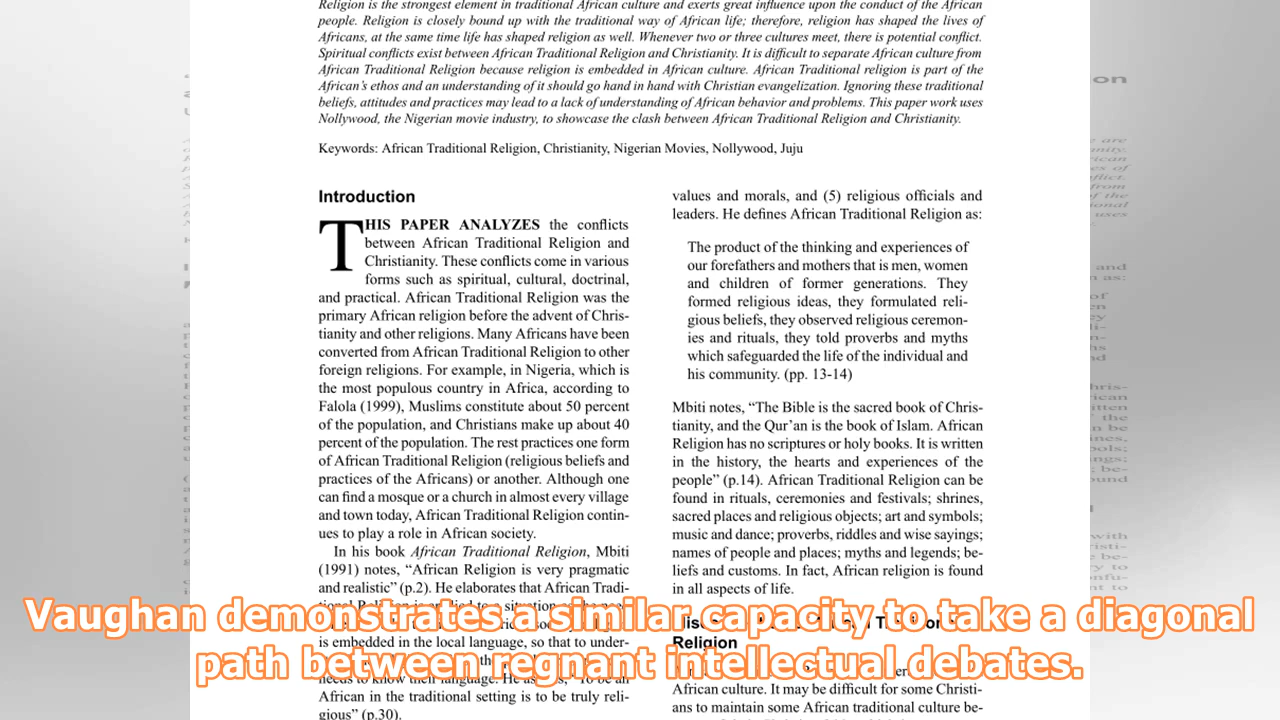 Religion is the strongest element in traditional African culture and exerts great influence upon the conduct of the African
people. Religion is closely bound up with the traditional way of African life; therefore, religion has shaped the lives of
Africans, at the same time life has shaped religion as well. Whenever two or three cultures meet, there is potential conflict.
Spiritual conflicts exist between African Traditional Religion and Christianity. It is difficult to separate African culture from
African Traditional Religion because religion is embedded in African culture. African Traditional religion is part of the
African's ethos and an understanding of it should go hand in hand with Christian evangelization. Ignoring these traditional
beliefs, attitudes and practices may lead to a lack of understanding of African behavior and problems. This paper work uses
Nollywood, the Nigerian movie industry, to showcase the clash between African Traditional Religion and Christianity.
Keywords: African Traditional Religion, Christianity, Nigerian Movies, Nollywood, Juju
Introduction
THIS PAPER ANALYZES the conflicts
between African Traditional Religion and
Christianity. These conflicts come in various
forms such as spiritual, cultural, doctrinal,
and practical. African Traditional Religion was the
primary African religion before the advent of Chris-
tianity and other religions. Many Africans have been
converted from African Traditional Religion to other
foreign religions. For example, in Nigeria, which is
the most populous country in Africa, according to
Falola (1999), Muslims constitute about 50 percent
of the population, and Christians make up about 40
percent of the population. The rest practices one form
of African Traditional Religion (religious beliefs and
practices of the Africans) or another. Although one
can find a mosque or a church in almost every village
and town today, African Traditional Religion contin-
ues to play a role in African society.
In his book African Traditional Religion, Mbiti
(1991) notes, “African Religion is very pragmatic
and realistic” (p.2). He elaborates that African Tradi-
is embedded in the local language, so that to under-
needs to know their language. He
African in the traditional setting is to be truly reli-
gious” (p.30).
values and morals, and (5) religious officials and
leaders. He defines African Traditional Religion as:
The product of the thinking and experiences of
our forefathers and mothers that is men, women
and children of former generations. They
formed religious ideas, they formulated reli-
gious beliefs, they observed religious ceremon-
ies and rituals, they told proverbs and myths
which safeguarded the life of the individual and
his community. (pp. 13-14)
Mbiti notes, “The Bible is the sacred book of Chris-
tianity, and the Qur'an is the book of Islam. African
Religion has no scriptures or holy books. It is written
in the history, the hearts and experiences of the
people” (p.14). African Traditional Religion can be
found in rituals, ceremonies and festivals; shrines,
sacred places and religious objects; art and symbols;
music and dance; proverbs, riddles and wise sayings;
names of people and places; myths and legends; be-
liefs and customs. In fact, African religion is found
in all aspects of life.
Religion
African culture. It may be difficult for some Christi-
ans to maintain some African traditional culture be-
Vaughan demonstrates a similar capacity to take a diagonal
path between regnant intellectual debates.